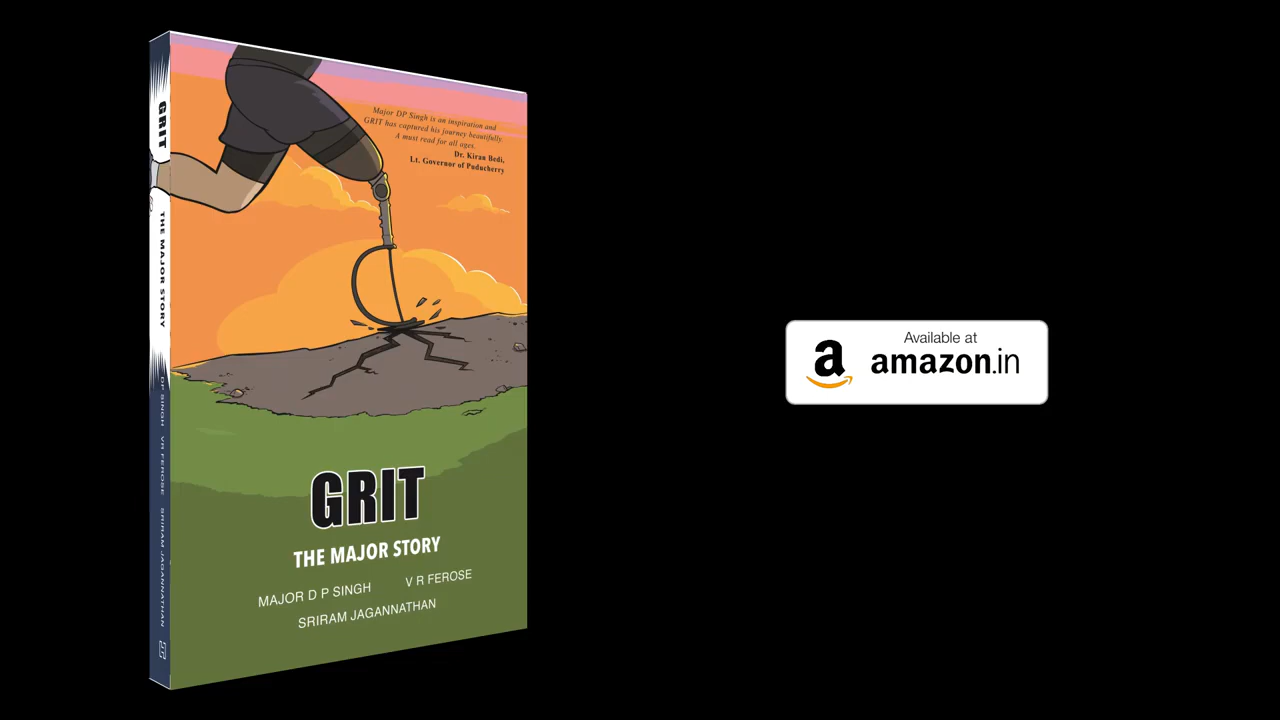 GRIT
THE MAJOR STORY
DP SINGH VR FEROSE SRIRAM JAGANNATHAN
Major DP Singh is an inspiration and
GRIT has captured his journey beautifully.
A must read for all ages.
Dr. Kiran Bedi,
Lt. Governor of Puducherry
GRIT
THE MAJOR STORY
MAJOR D P SINGH V R FEROSE
SRIRAM JAGANNATHAN
Available at
a amazon.in